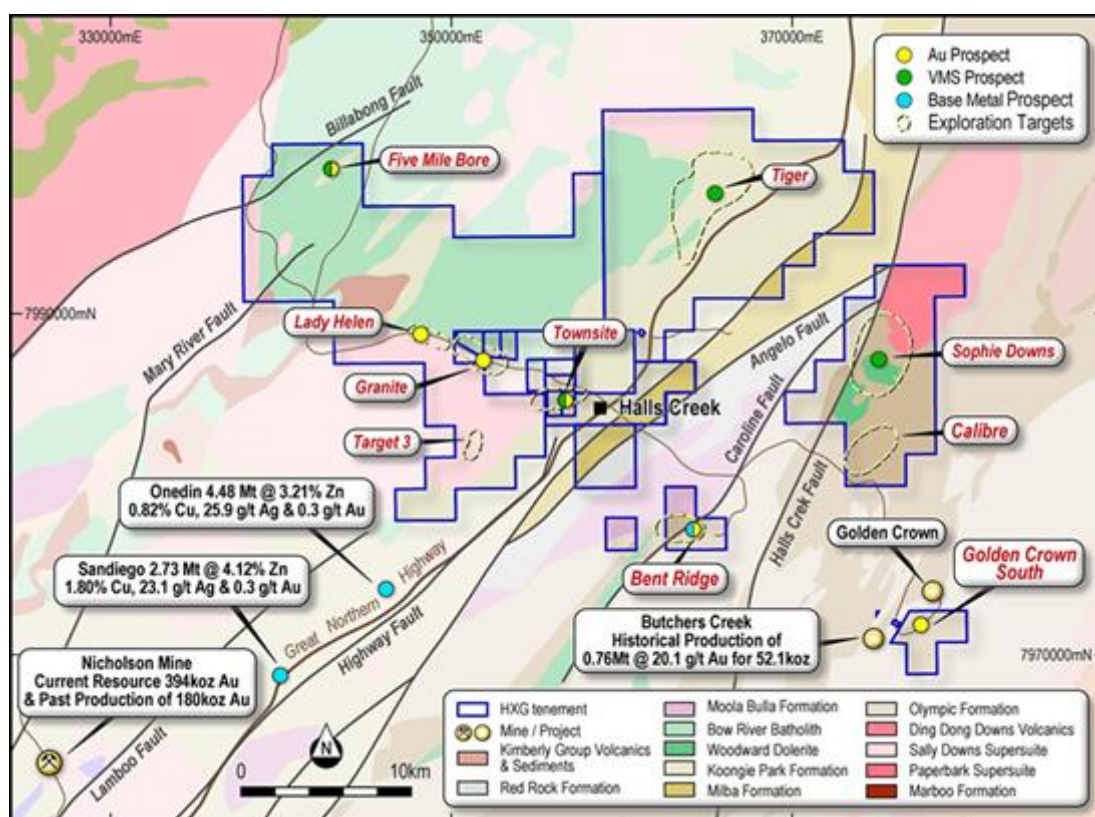 330000mE
350000mE
370000mE
Au Prospect
VMS Prospect
Base Metal Prospect
Exploration Targets
Billabong Fault
Five Mile Bore
Tiger
7990000mN
Mary River Fault
Lady Helen
Townsite
Angelo Fault
Sophie Downs
Granite
Halls Creek
Caroline Fault
Target 3
Calibre
Onedin 4.48 Mt @ 3.21% Zn
0.82% Cu, 25.9 g/t Ag & 0.3 g/t Au
Halls Crek Fault
Golden Crown
Sandiego 2.73 Mt @ 4.12% Zn
1.80% Cu, 23.1 g/t Ag & 0.3 g/t Au
Great Northern Highway
Highway Fault
Bent Ridge
Golden Crown
South
Butchers Creek
Historical Production of
0.76Mt @ 20.1 g/t Au for 52.1koz
7970000mN
Nicholson Mine
Current Resource 394koz Au
& Past Production of 180koz Au
Lamboo Fault
N
0
10km
HXG tenement
Mine / Project
Kimberly Group Volcanics
& Sediments
Red Rock Formation
Moola Bulla Formation
Bow River Batholith
Woodward Dolerite
Koongie Park Formation
Milba Formation
Olympic Formation
Ding Dong Downs Volcanics
Sally Downs Supersuite
Paperbark Supersuite
Marboo Formation